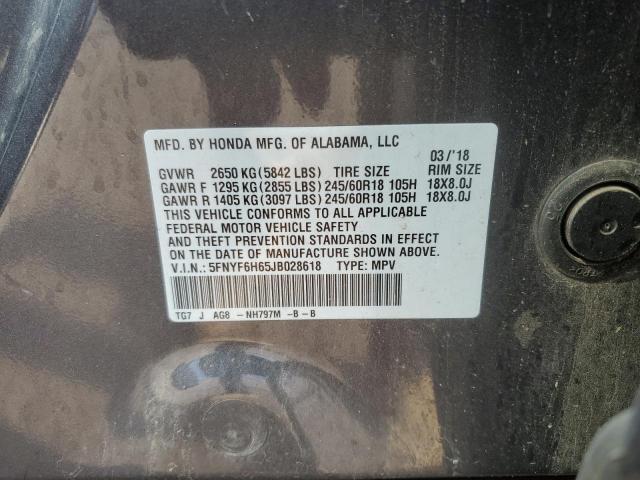 MFD. BY HONDA MFG. OF ALABAMA, LLC
03/'18
GVWR 2650 KG (5842 LBS) TIRE SIZE RIM SIZE
GAWR F 1295 KG (2855 LBS) 245/60R18 105H 18X8.0J
GAWR R 1405 KG (3097 LBS) 245/60R18 105H 18X8.0J
THIS VEHICLE CONFORMS TO ALL APPLICABLE
FEDERAL MOTOR VEHICLE SAFETY
AND THEFT PREVENTION STANDARDS IN EFFECT
ON THE DATE OF MANUFACTURE SHOWN ABOVE.
V.I.N.: 5FNYF6H65JB028618 TYPE: MPV
TG7 J AG8 - NH797M -B - B